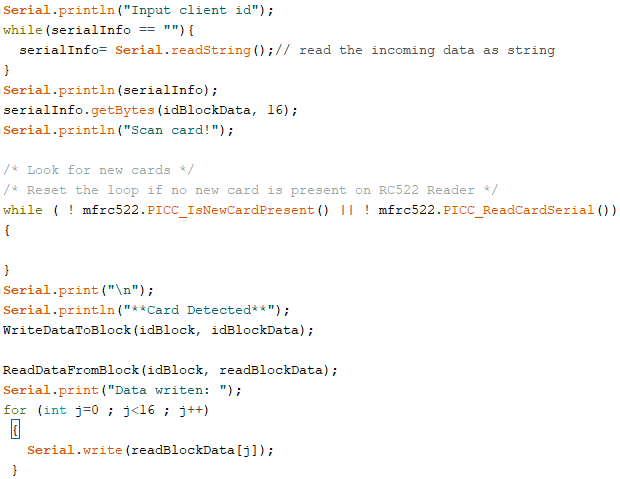 Serial.println("Input client id");
while(serialInfo == ""){
  serialInfo= Serial.readString();// read the incoming data as string
}
Serial.println(serialInfo);
serialInfo.getBytes(idBlockData, 16);
Serial.println("Scan card!");

/* Look for new cards */
/* Reset the loop if no new card is present on RC522 Reader */
while ( ! mfrc522.PICC_IsNewCardPresent() || ! mfrc522.PICC_ReadCardSerial())
{

}
Serial.print("\n");
Serial.println("**Card Detected**");
WriteDataToBlock(idBlock, idBlockData);

ReadDataFromBlock(idBlock, readBlockData);
Serial.print("Data writen: ");
for (int j=0 ; j<16 ; j++)
 {
   Serial.write(readBlockData[j]);
 }